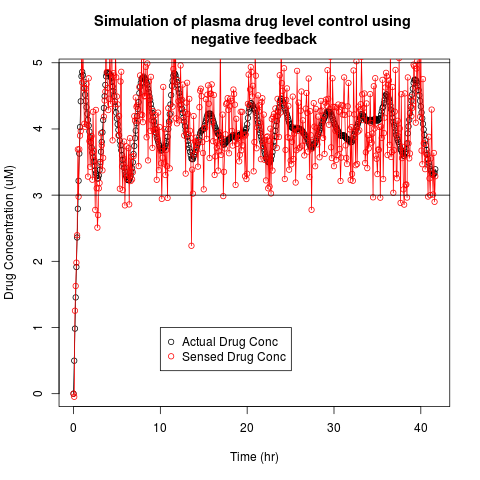 Simulation of plasma drug level control using
negative feedback
Drug Concentration (uM)
5
4
3
2
1
0
Actual Drug Conc
Sensed Drug Conc
0 10 20 30 40
Time (hr)